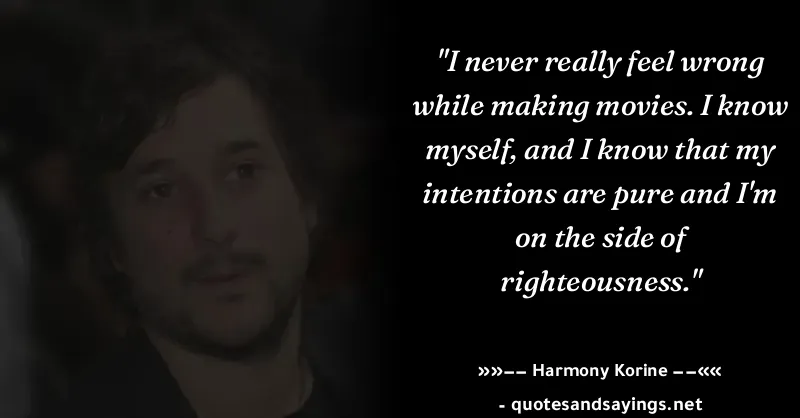 "I never really feel wrong
while making movies. I know
myself, and I know that my
intentions are pure and I'm
on the side of
righteousness."
»»−− Harmony Korine −−««
- quotesandsayings.net